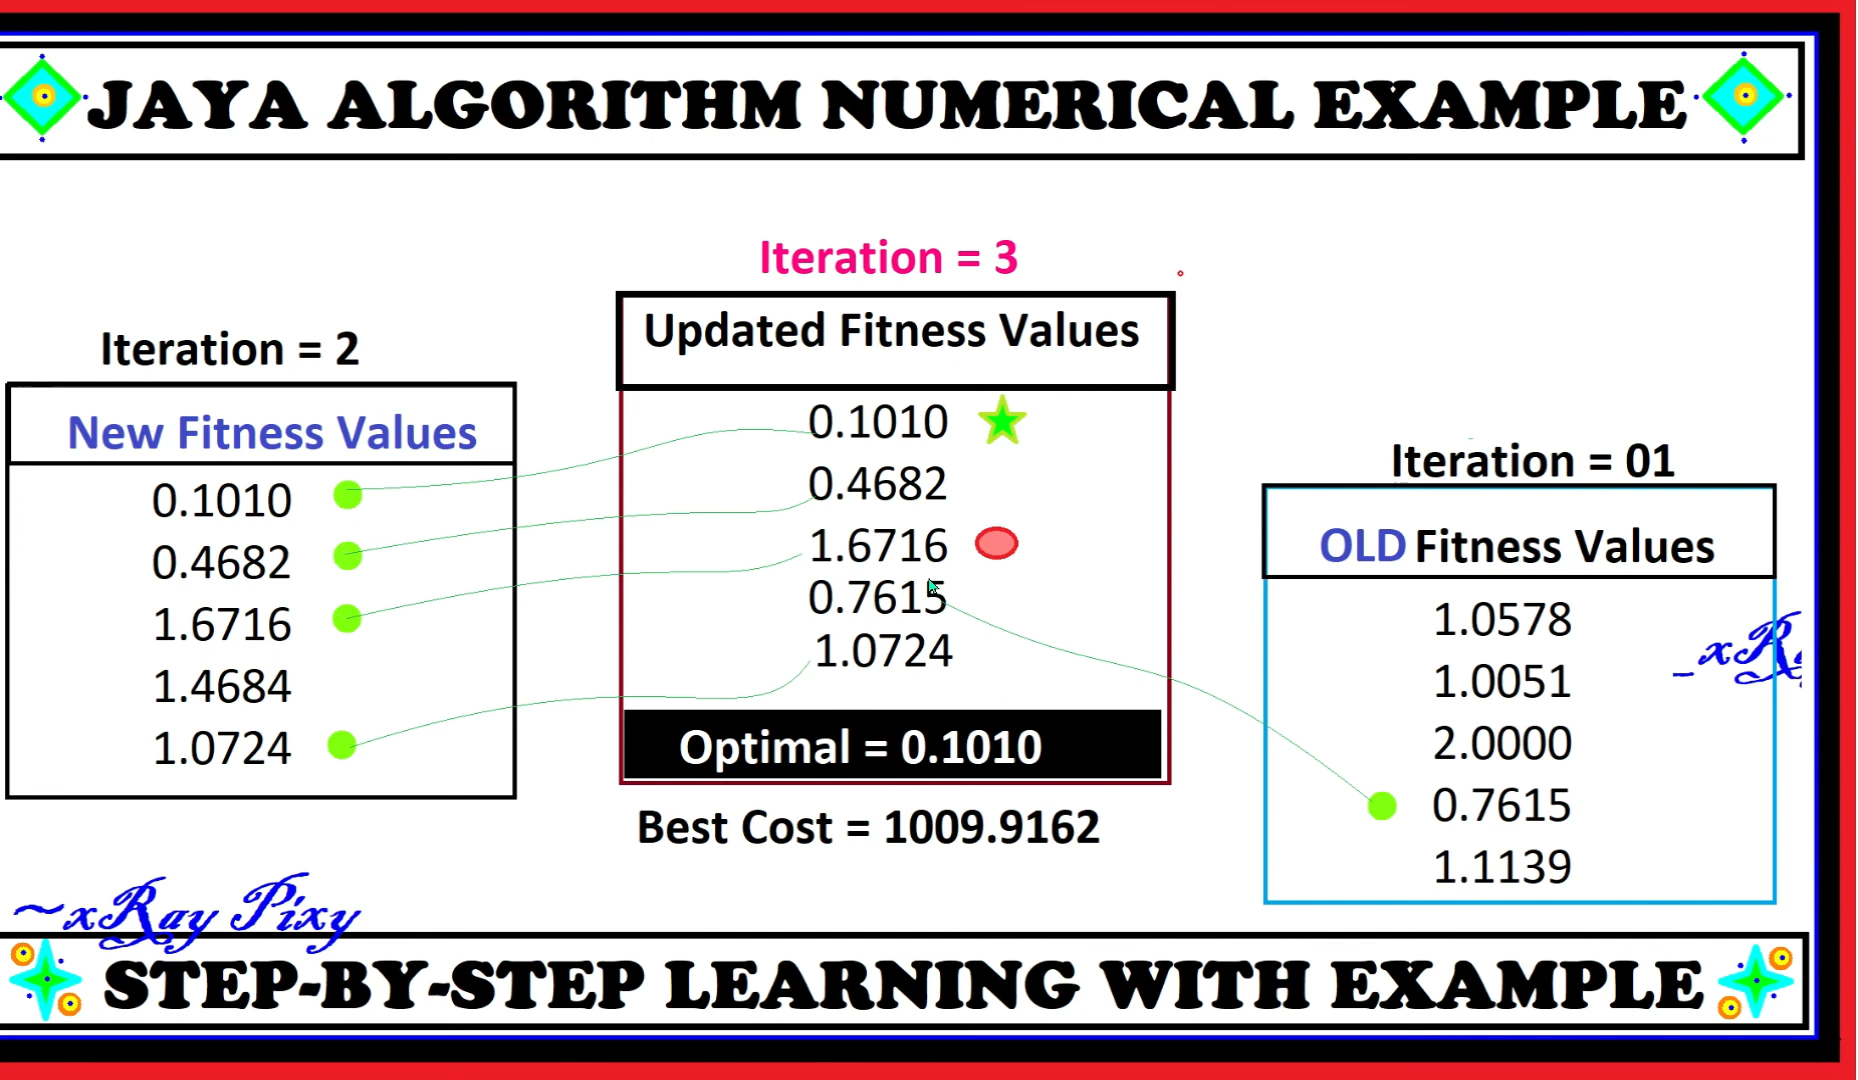 JAYA ALGORITHM NUMERICAL EXAMPLE
Iteration = 2
New Fitness Values
0.1010
0.4682
1.6716
1.4684
1.0724
Iteration = 3
Updated Fitness Values
0.1010
0.4682
1.6716
0.7615
1.0724
Optimal = 0.1010
Best Cost = 1009.9162
Iteration = 01
OLD Fitness Values
1.0578
1.0051
2.0000
0.7615
1.1139
~xRay Pixy
STEP-BY-STEP LEARNING WITH EXAMPLE